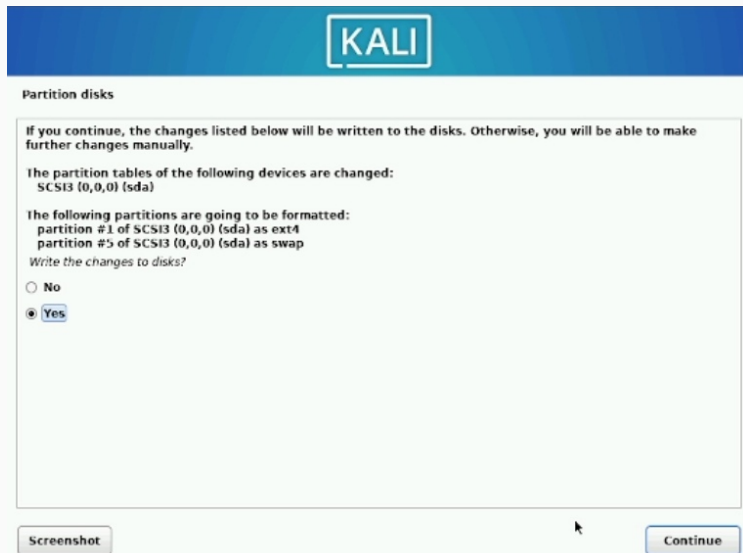 KALI
Partition disks
If you continue, the changes listed below will be written to the disks. Otherwise, you will be able to make
further changes manually.
The partition tables of the following devices are changed:
SCSI3 (0,0,0) (sda)
The following partitions are going to be formatted:
partition #1 of SCSI3 (0,0,0) (sda) as ext4
partition #5 of SCSI3 (0,0,0) (sda) as swap
Write the changes to disks?
No
Yes
Screenshot
Continue